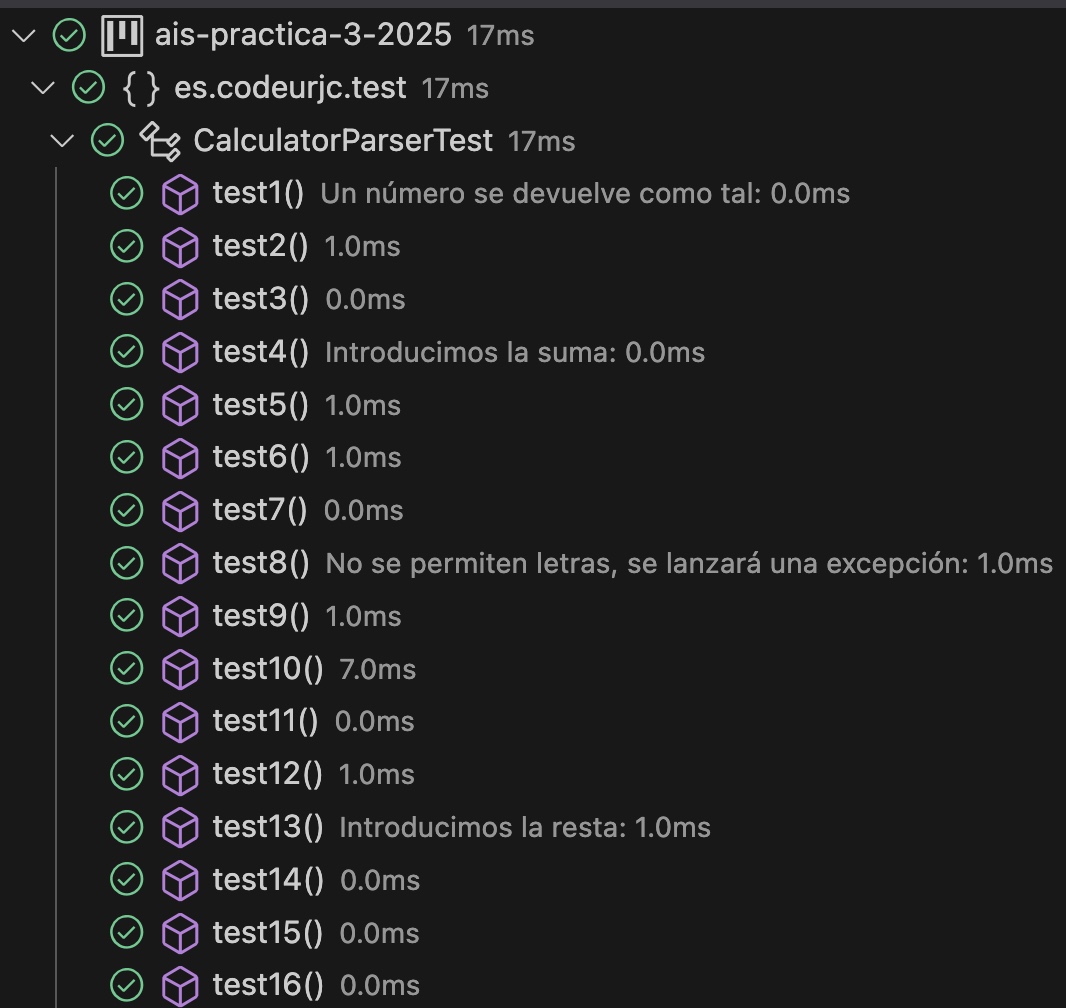 ais-practica-3-2025 17ms
{ } es.codeurjc.test 17ms
CalculatorParserTest 17ms
test1() Un número se devuelve como tal: 0.0ms
test2() 1.0ms
test3() 0.0ms
test4() Introducimos la suma: 0.0ms
test5() 1.0ms
test6() 1.0ms
test7() 0.0ms
test8() No se permiten letras, se lanzará una excepción: 1.0ms
test9() 1.0ms
test10() 7.0ms
test11() 0.0ms
test12() 1.0ms
test13() Introducimos la resta: 1.0ms
test14() 0.0ms
test15() 0.0ms
test16() 0.0ms